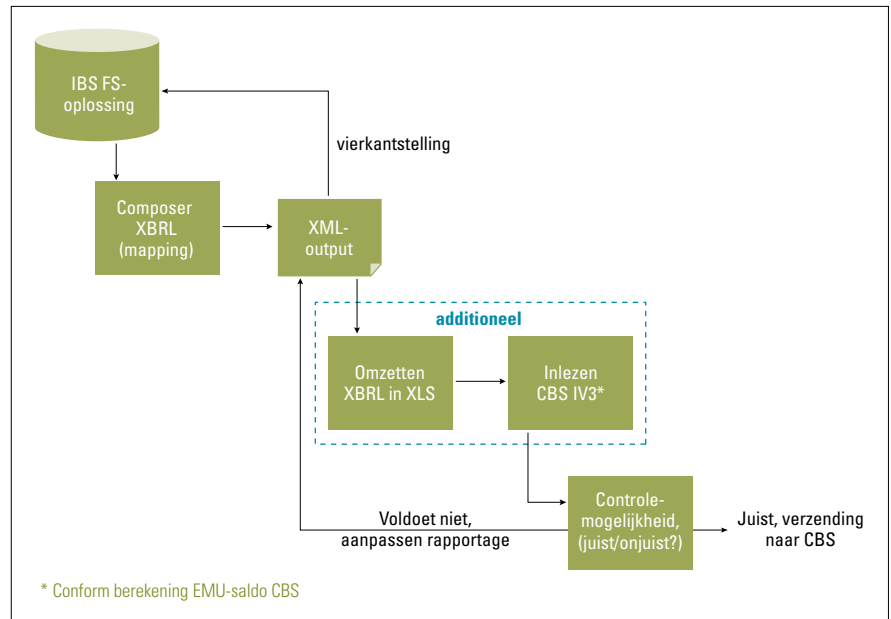 IBS FS-
oplossing
vierkantstelling
Composer
XBRL
(mapping)
XML-
output
additioneel
Omzetten
XBRL in XLS
Inlezen
CBS IV3*
Controle-
mogelijkheid,
(juist/onjuist?)
Voldoet niet,
aanpassen rapportage
Juist, verzending
naar CBS
* Conform berekening EMU-saldo CBS